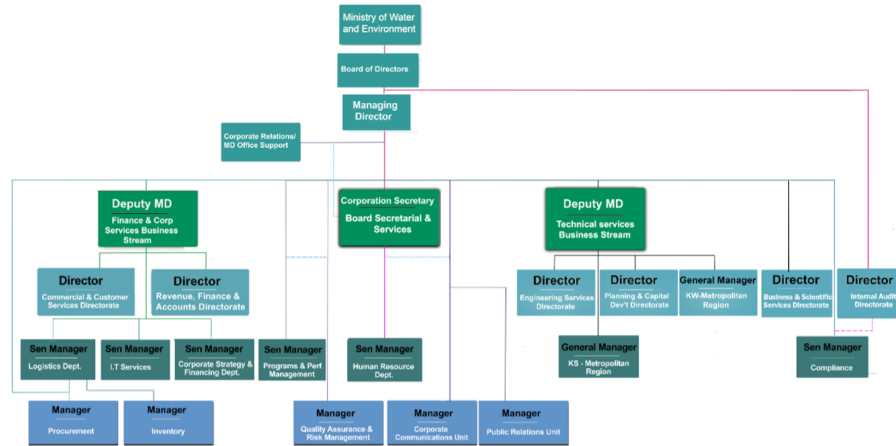 Ministry of Water
and Environment
Board of Directors
Managing
Director
Corporate Relations/
MD Office Support
Deputy MD
Finance & Corp
Services Business
Stream
Corporation Secretary
Board Secretarial &
Services
Deputy MD
Technical services
Business Stream
Director
Commercial & Customer
Services Directorate
Director
Revenue, Finance &
Accounts Directorate
Director
Engineering Services
Directorate
Director
Planning & Capital
Dev't Directorate
General Manager
KW-Metropolitan
Region
Director
Business & Scientific
Services Directorate
Director
Internal Audit
Directorate
Sen Manager
Logistics Dept.
Sen Manager
I.T Services
Sen Manager
Corporate Strategy &
Financing Dept.
Sen Manager
Programs & Perf.
Management
Sen Manager
Human Resource
Dept.
General Manager
KS - Metropolitan
Region
Sen Manager
Compliance
Manager
Procurement
Manager
Inventory
Manager
Quality Assurance &
Risk Management
Manager
Corporate
Communications Unit
Manager
Public Relations Unit